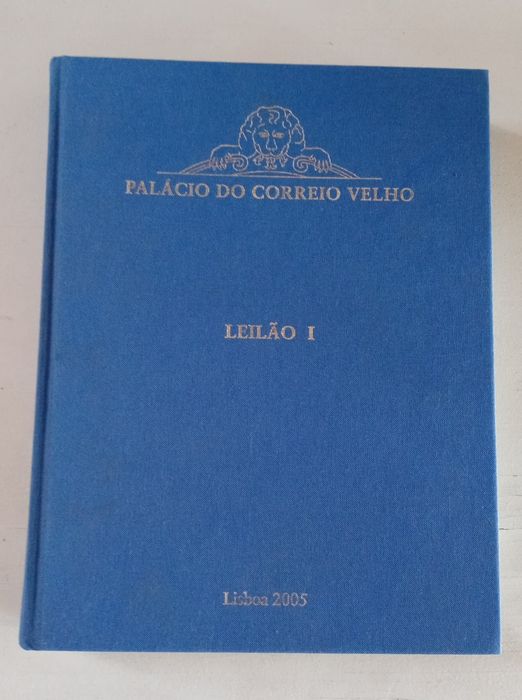 PALÁCIO DO CORREIO VELHO
LEILÃO I
Lisboa 2005